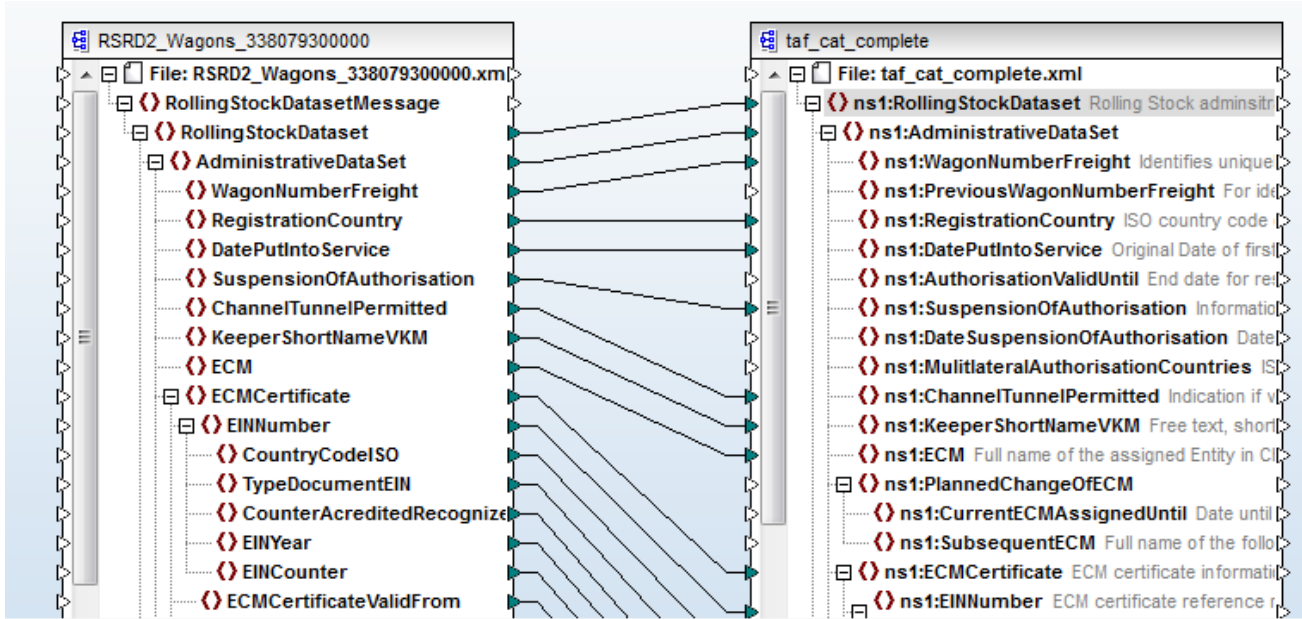 RSRD2_Wagons_338079300000
File: RSRD2_Wagons_338079300000.xm
RollingStockDatasetMessage
RollingStockDataset
AdministrativeDataSet
WagonNumberFreight
RegistrationCountry
DatePutIntoService
SuspensionOfAuthorisation
ChannelTunnelPermitted
KeeperShortNameVKM
ECM
ECMCertificate
EINNumber
CountryCodeISO
TypeDocumentEIN
CounterAcreditedRecognize
EINYear
EINCounter
ECMCertificateValidFrom
taf_cat_complete
File: taf_cat_complete.xml
ns1:RollingStockDataset Rolling Stock adminsitr
ns1:AdministrativeDataSet
ns1:WagonNumberFreight Identifies unique
ns1:PreviousWagonNumberFreight For ide
ns1:RegistrationCountry ISO country code
ns1:DatePutIntoService Original Date of first
ns1:AuthorisationValidUntil End date for res
ns1:SuspensionOfAuthorisation Informatio
ns1:DateSuspensionOfAuthorisation Date
ns1:MulitlateralAuthorisationCountries IS
ns1:ChannelTunnelPermitted Indication if v
ns1:KeeperShortNameVKM Free text, short
ns1:ECM Full name of the assigned Entity in C
ns1:PlannedChangeOfECM
ns1:CurrentECMAssignedUntil Date until
ns1:SubsequentECM Full name of the follo
ns1:ECMCertificate ECM certificate informati
ns1:EINNumber ECM certificate reference r